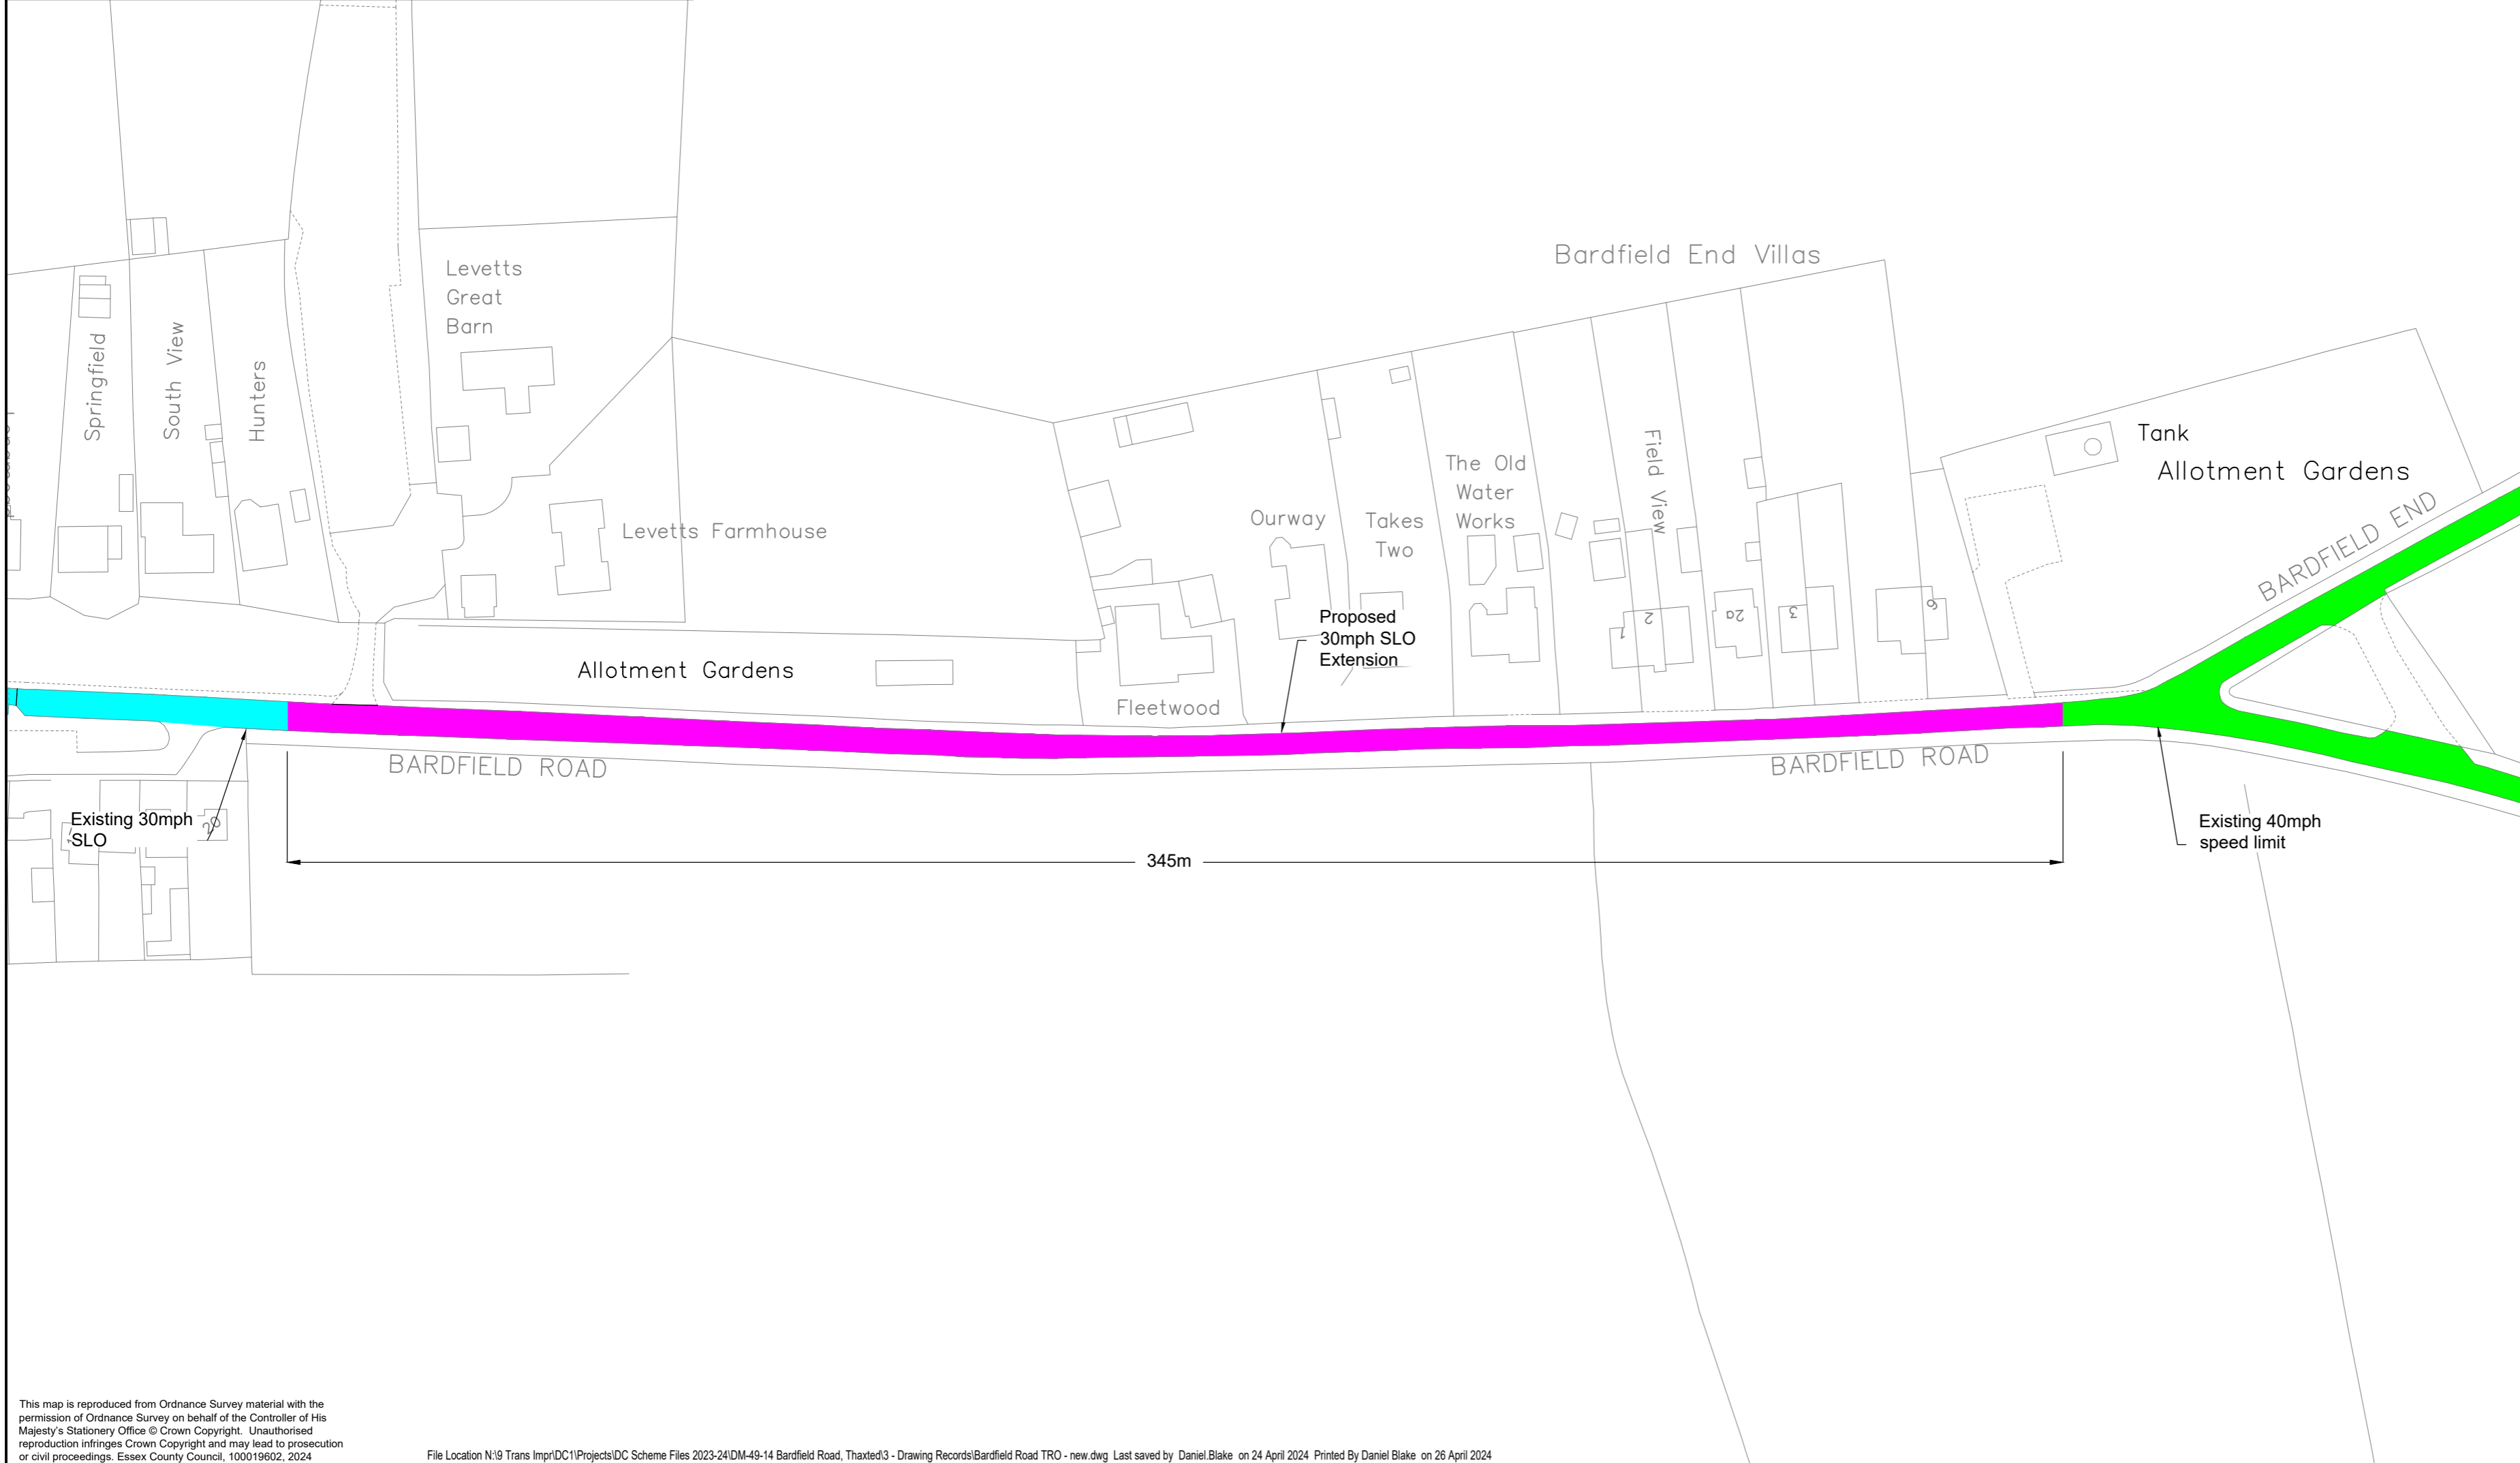 Bardfield End Villas
Levetts
Great
Barn
Springfield
South View
Hunters
Levetts Farmhouse
Tank
Allotment Gardens
BARDFIELD END
Field View
The Old
Water
Works
Ourway
Takes
Two
Proposed
30mph SLO
Extension
1
2
2a
3
6
Allotment Gardens
Fleetwood
BARDFIELD ROAD
BARDFIELD ROAD
Existing 30mph
SLO
20
345m
Existing 40mph
speed limit
This map is reproduced from Ordnance Survey material with the
permission of Ordnance Survey on behalf of the Controller of His
Majesty's Stationery Office © Crown Copyright. Unauthorised
reproduction infringes Crown Copyright and may lead to prosecution
or civil proceedings. Essex County Council, 100019602, 2024
File Location N:\9 Trans Impr\DC1\Projects\DC Scheme Files 2023-24\DM-49-14 Bardfield Road, Thaxted\3 - Drawing Records\Bardfield Road TRO - new.dwg Last saved by Daniel.Blake on 24 April 2024 Printed By Daniel Blake on 26 April 2024